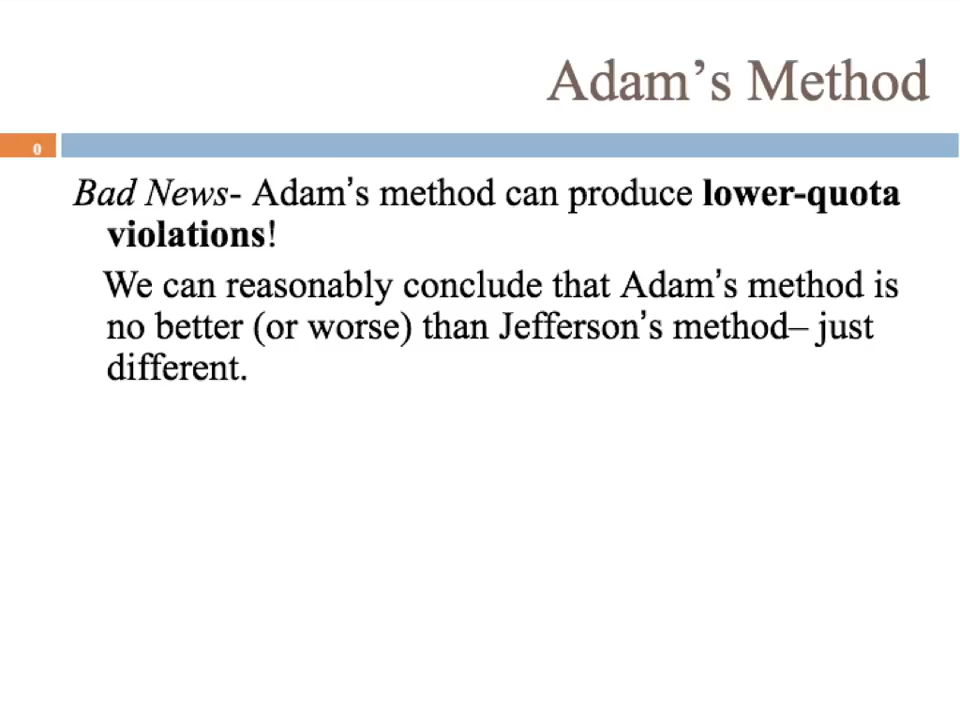 Adam’s Method
0
Bad News- Adam’s method can produce lower-quota
violations!
We can reasonably conclude that Adam’s method is
no better (or worse) than Jefferson’s method– just
different.